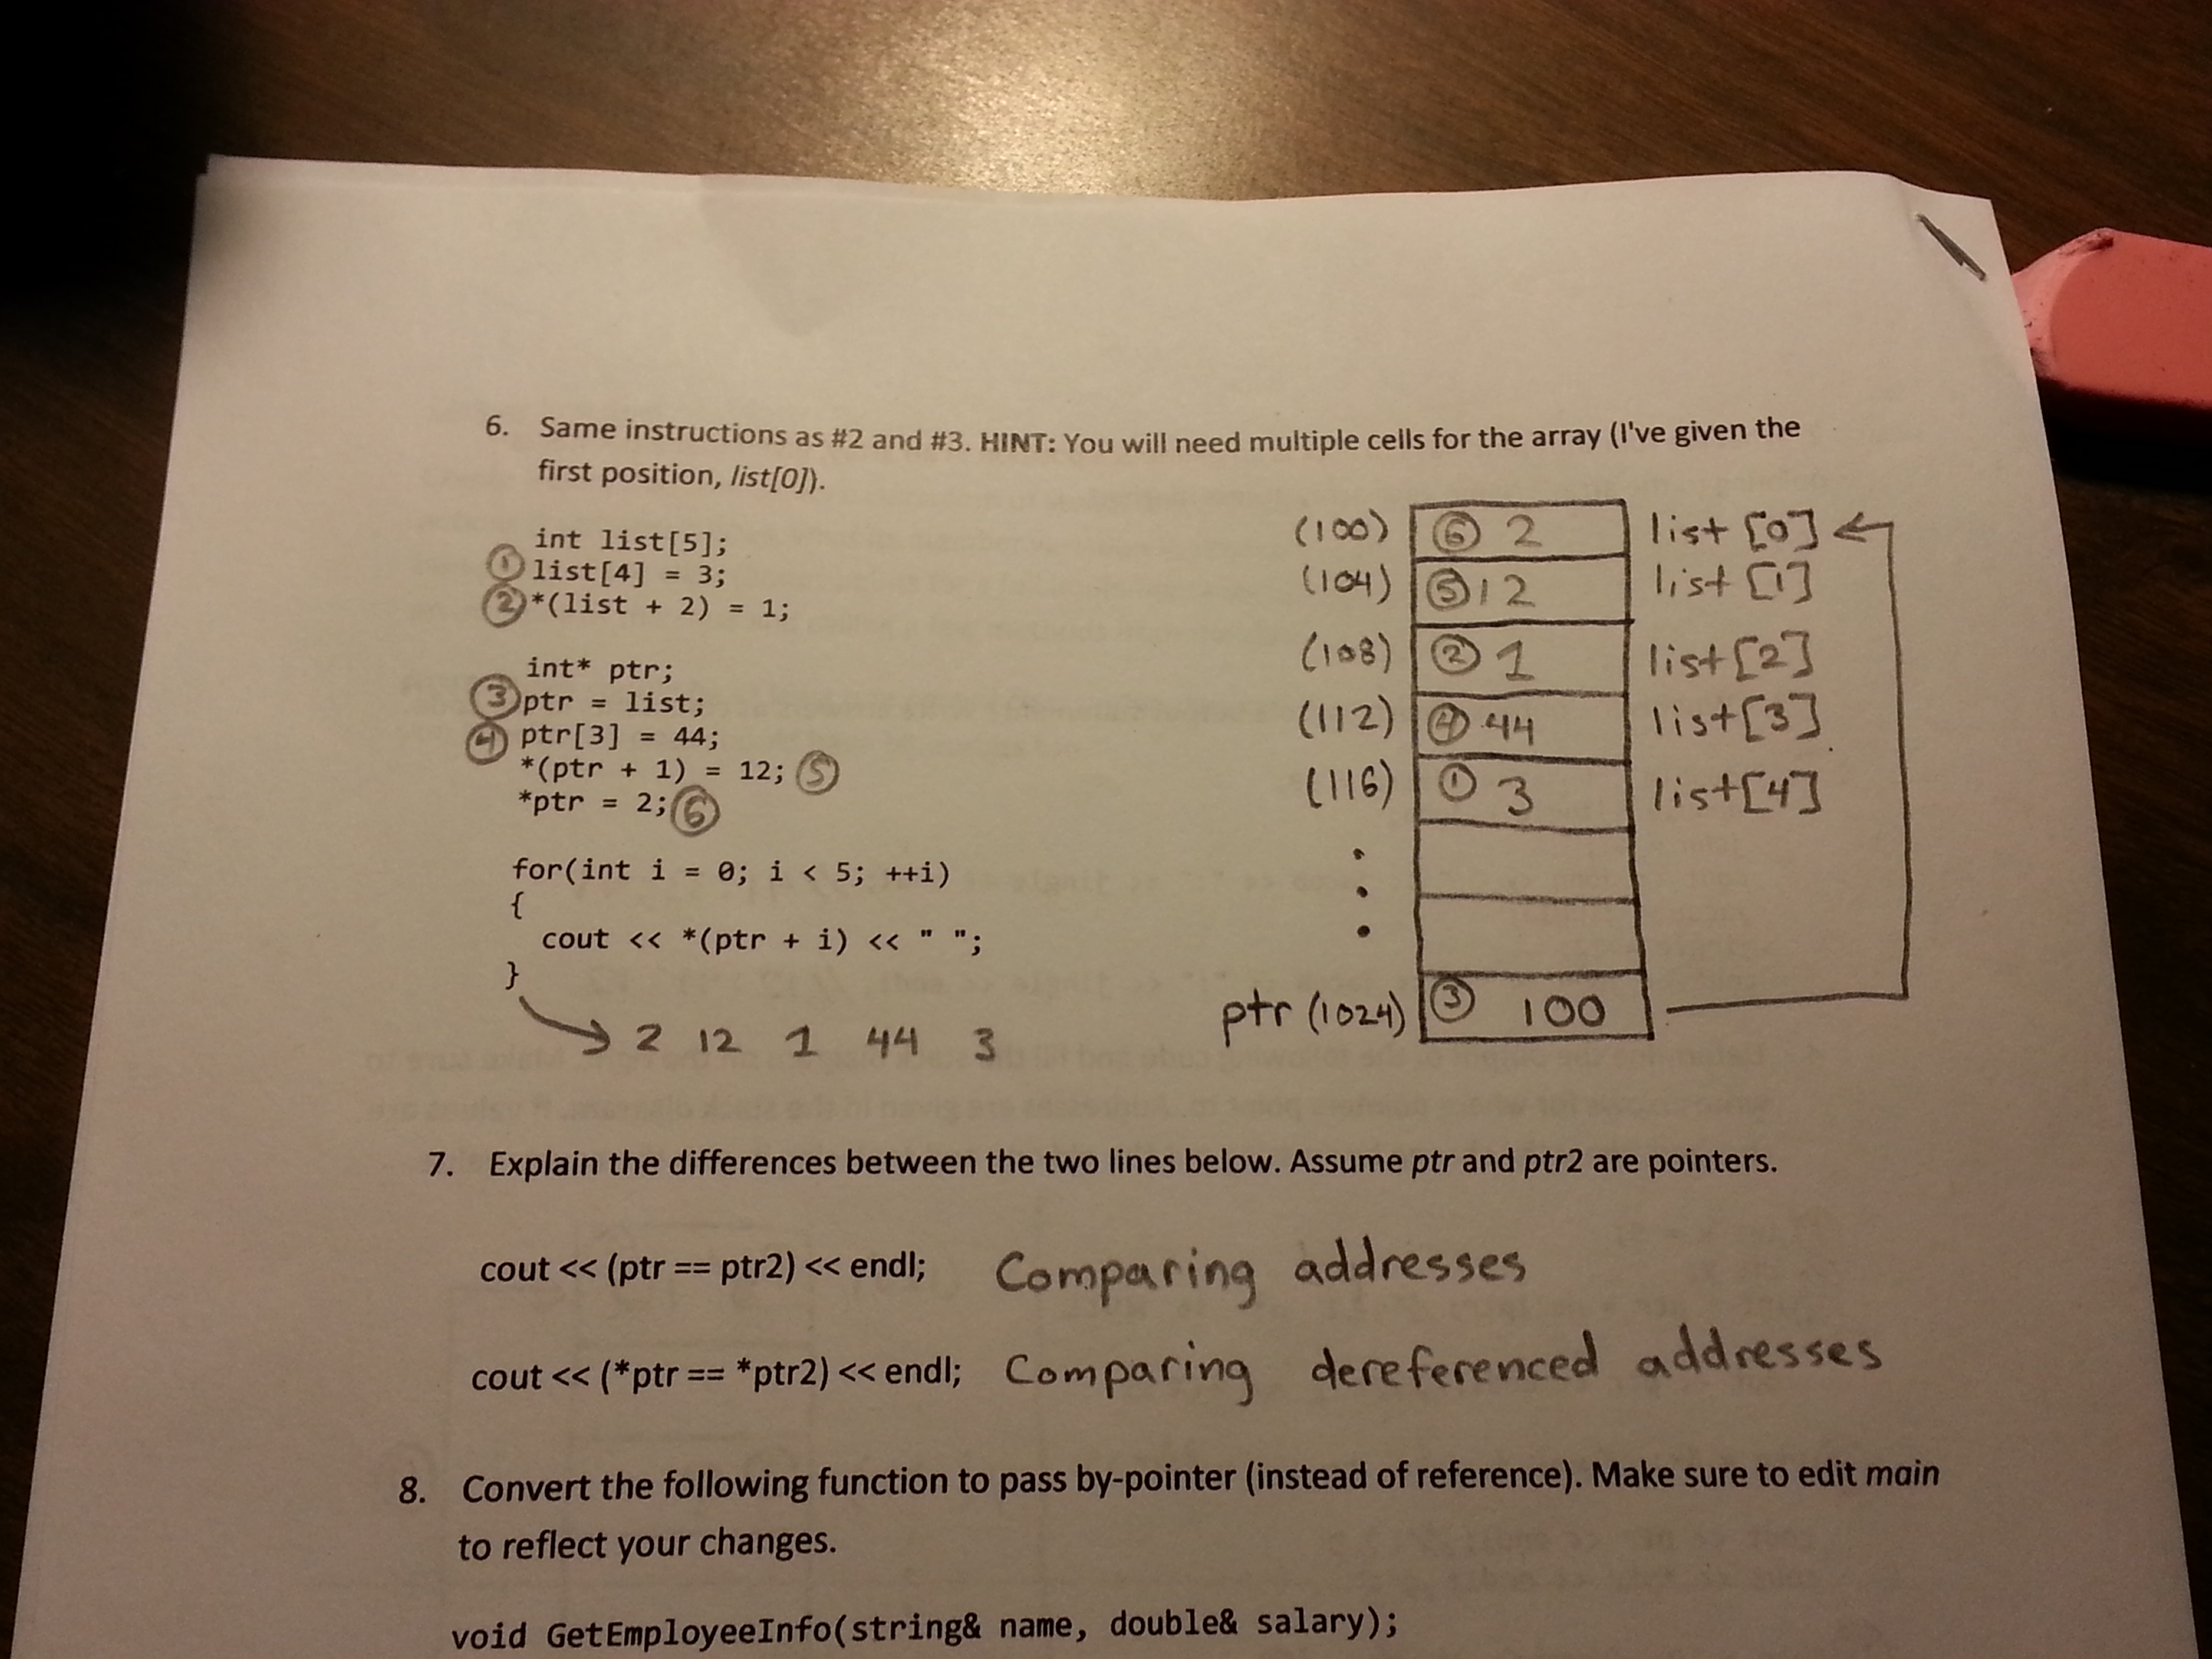 6. Same instructions as #2 and #3. HINT: You will need multiple cells for the array (I've given the
first position, list[0]).
int list[5];
① list[4] = 3;
② *(list + 2) = 1;
int* ptr;
③ ptr = list;
④ ptr[3] = 44;
*(ptr + 1) = 12; ⑤
*ptr = 2; ⑥
for(int i = 0; i < 5; ++i)
{
cout << *(ptr + i) << " ";
}
2 12 1 44 3
(100) ⑥ 2 list [0]
(104) ⑤ 12 list [1]
(108) ② 1 list [2]
(112) ④ 44 list [3]
(116) ① 3 list [4]
ptr (1024) ③ 100
7. Explain the differences between the two lines below. Assume ptr and ptr2 are pointers.
cout << (ptr == ptr2) << endl; Comparing addresses
cout << (*ptr == *ptr2) << endl; Comparing dereferenced addresses
8. Convert the following function to pass by-pointer (instead of reference). Make sure to edit main
to reflect your changes.
void GetEmployeeInfo(string& name, double& salary);